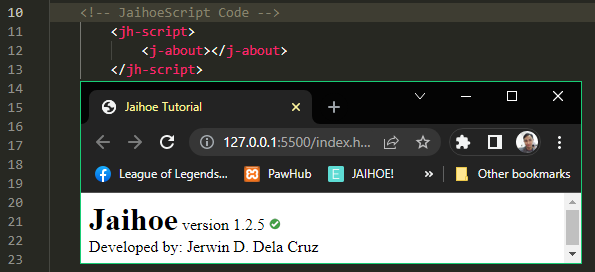 10 <!-- JaihoeScript Code -->
11 <jh-script>
12 <j-about></j-about>
13 </jh-script>
14
15
16
17
18
19
20
21
22
23
Jaihoe Tutorial
127.0.0.1:5500/index.h...
League of Legends... PawHub JAIHOE! » Other bookmarks
Jaihoe version 1.2.5
Developed by: Jerwin D. Dela Cruz